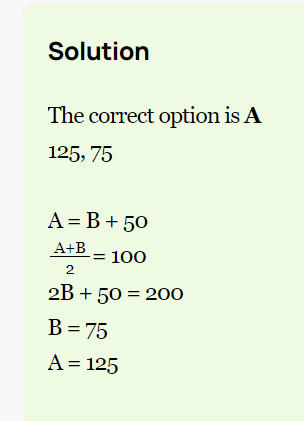 Solution
The correct option is A
125, 75
A = B + 50
A+B/2 = 100
2B + 50 = 200
B = 75
A = 125